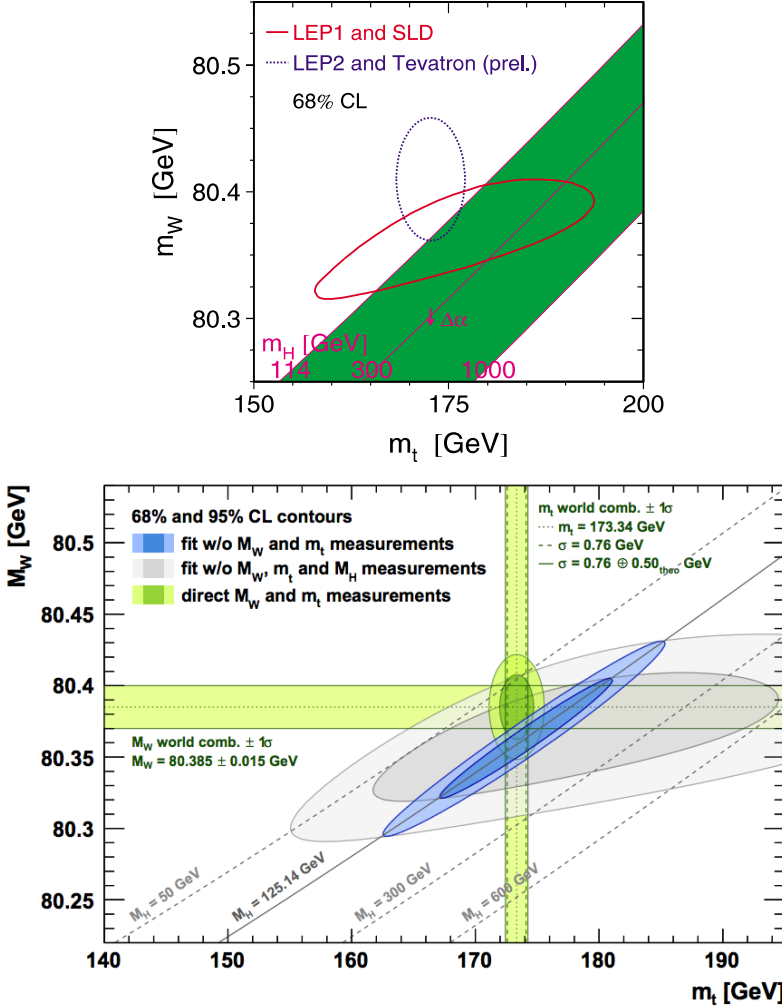 LEP1 and SLD
LEP2 and Tevatron (prel.)
68% CL
80.5
80.4
80.3
m_W [GeV]
Δα
m_H [GeV]
114 300 1000
150 175 200
m_t [GeV]
M_W [GeV]
80.5
80.45
80.4
80.35
80.3
80.25
68% and 95% CL contours
fit w/o M_W and m_t measurements
fit w/o M_W, m_t and M_H measurements
direct M_W and m_t measurements
m_t world comb. ± 1σ
m_t = 173.34 GeV
σ = 0.76 GeV
σ = 0.76 ⊕ 0.50_theo GeV
M_W world comb. ± 1σ
M_W = 80.385 ± 0.015 GeV
M_H = 50 GeV
M_H = 125.14 GeV
M_H = 300 GeV
M_H = 600 GeV
140 150 160 170 180 190
m_t [GeV]